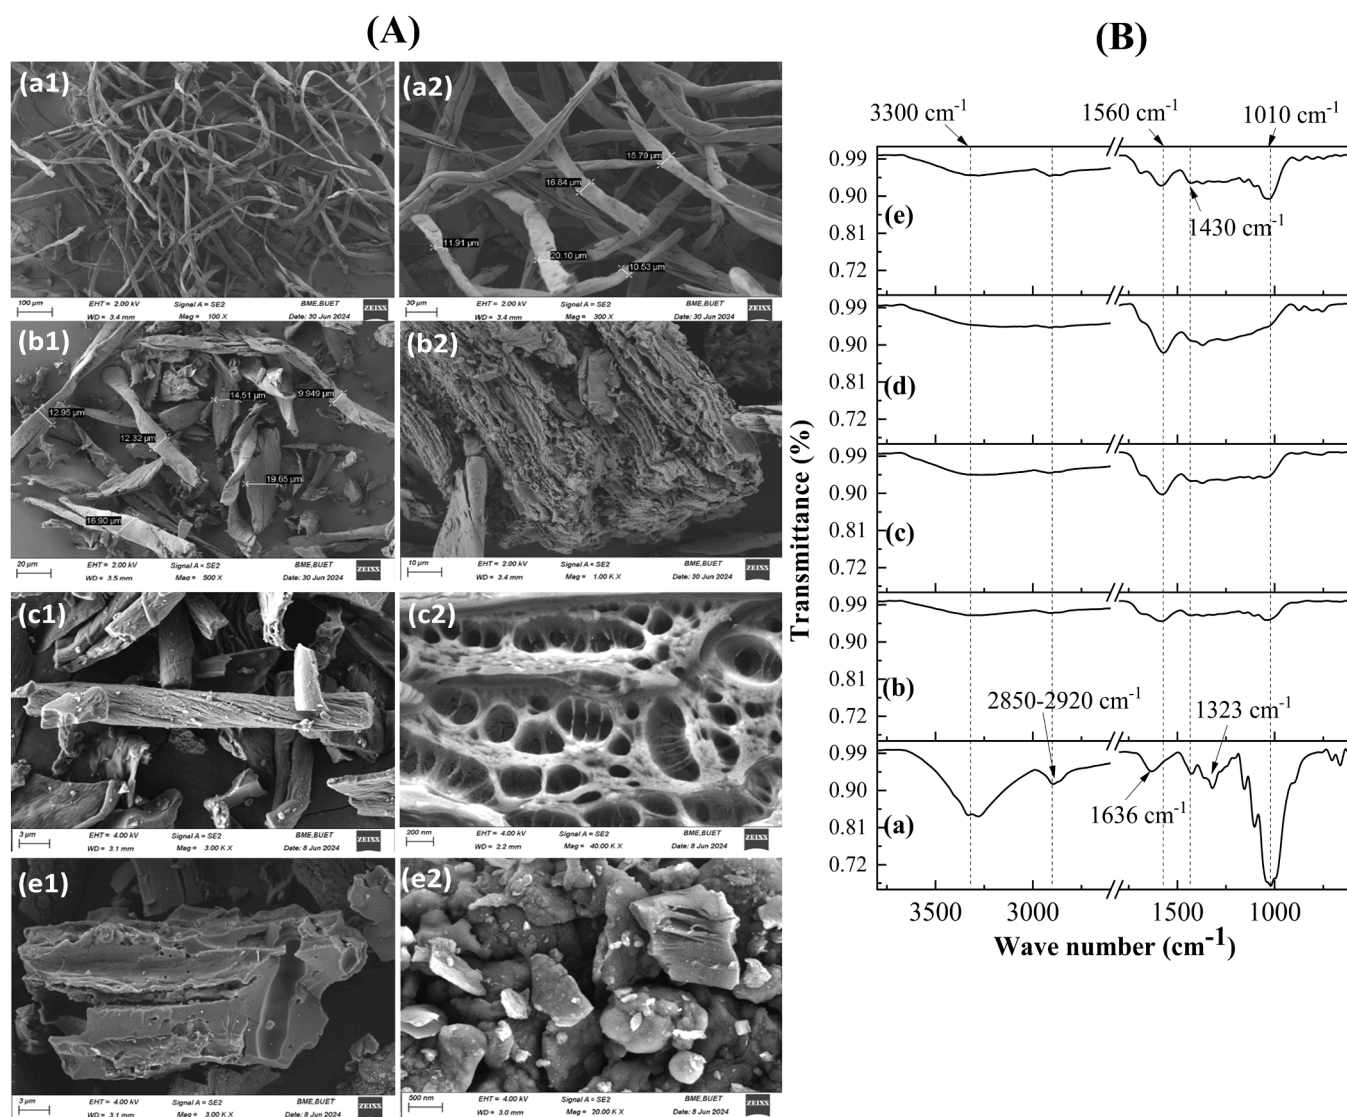 (A)
(a1)
100 µm
EHT = 2.00 kV
Signal A = SE2
BME,BUET
WD = 3.4 mm
Mag = 100 X
Date: 30 Jun 2024
ZEISS
(a2)
15.79 µm
16.84 µm
11.91 µm
20.10 µm
10.53 µm
30 µm
EHT = 2.00 kV
Signal A = SE2
BME,BUET
WD = 3.4 mm
Mag = 300 X
Date: 30 Jun 2024
ZEISS
(b1)
14.51 µm
9.949 µm
12.95 µm
12.32 µm
19.65 µm
16.90 µm
20 µm
EHT = 2.00 kV
Signal A = SE2
BME,BUET
WD = 3.5 mm
Mag = 500 X
Date: 30 Jun 2024
ZEISS
(b2)
10 µm
EHT = 2.00 kV
Signal A = SE2
BME,BUET
WD = 3.4 mm
Mag = 1.00 K X
Date: 30 Jun 2024
ZEISS
(c1)
3 µm
EHT = 4.00 kV
Signal A = SE2
BME,BUET
WD = 3.1 mm
Mag = 3.00 K X
Date: 8 Jun 2024
ZEISS
(c2)
200 nm
EHT = 4.00 kV
Signal A = SE2
BME,BUET
WD = 2.2 mm
Mag = 40.00 K X
Date: 8 Jun 2024
ZEISS
(e1)
3 µm
EHT = 4.00 kV
Signal A = SE2
BME,BUET
WD = 3.1 mm
Mag = 3.00 K X
Date: 8 Jun 2024
ZEISS
(e2)
500 nm
EHT = 4.00 kV
Signal A = SE2
BME,BUET
WD = 3.0 mm
Mag = 20.00 K X
Date: 8 Jun 2024
ZEISS
(B)
3300 cm⁻¹
1560 cm⁻¹
1010 cm⁻¹
0.99
0.90
0.81
0.72
(e)
1430 cm⁻¹
0.99
0.90
0.81
0.72
(d)
0.99
0.90
0.81
0.72
(c)
0.99
0.90
0.81
0.72
(b)
2850-2920 cm⁻¹
1323 cm⁻¹
0.99
0.90
0.81
0.72
1636 cm⁻¹
(a)
Transmittance (%)
3500
3000
1500
1000
Wave number (cm⁻¹)